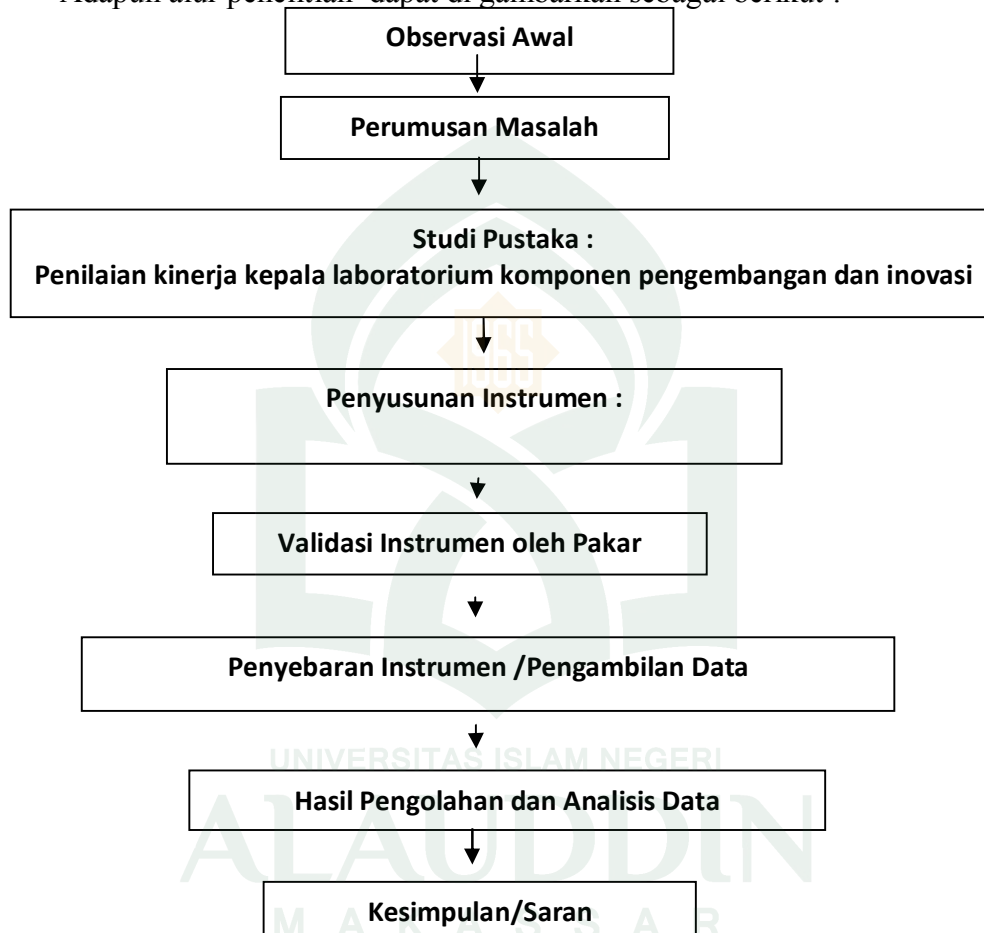 Adapun alur penelitian dapat di gambarkan sebagai berikut :
Observasi Awal
Perumusan Masalah
Studi Pustaka :
Penilaian kinerja kepala laboratorium komponen pengembangan dan inovasi
1965
Penyusunan Instrumen :
Validasi Instrumen oleh Pakar
Penyebaran Instrumen /Pengambilan Data
UNIVERSITAS ISLAM NEGERI
Hasil Pengolahan dan Analisis Data
ALAUDDIN
Kesimpulan/Saran
MAKASSAR